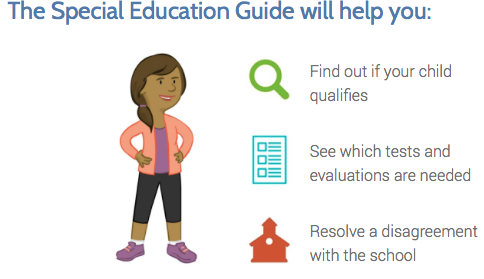 The Special Education Guide will help you:
Find out if your child
qualifies
See which tests and
evaluations are needed
Resolve a disagreement
with the school